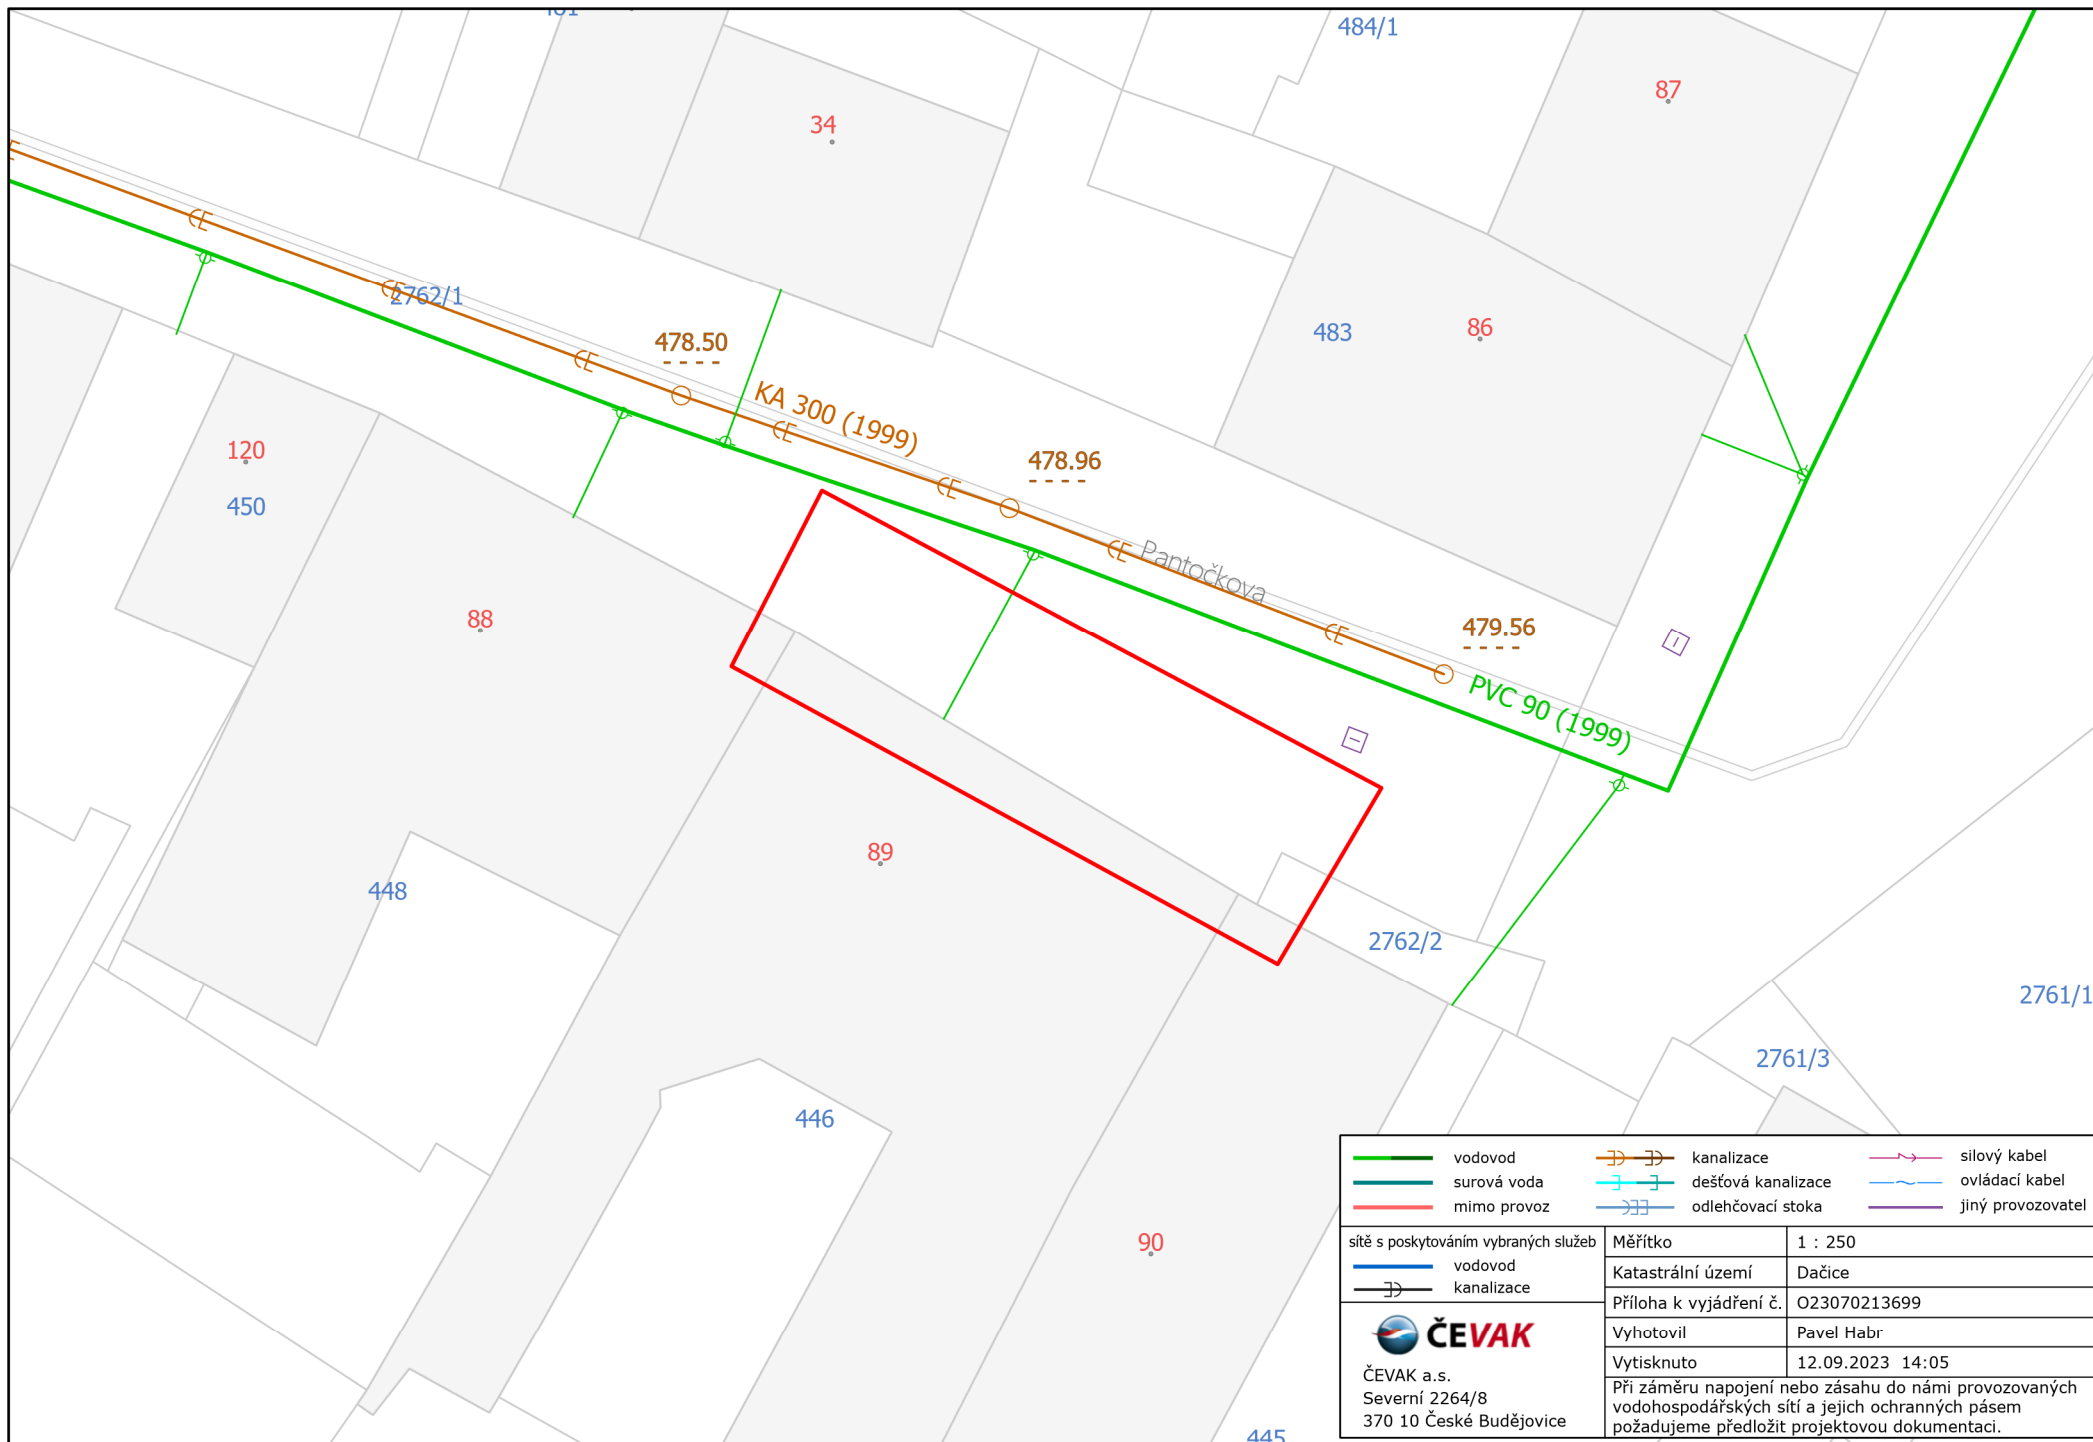 484/1
87
34
2762/1
478.50
483
86
KA 300 (1999)
120
478.96
450
Pantočkova
88
479.56
PVC 90 (1999)
89
448
2762/2
2761/1
2761/3
446
90
445
vodovod
kanalizace
silový kabel
surová voda
dešťová kanalizace
ovládací kabel
mimo provoz
odlehčovací stoka
jiný provozovatel
sítě s poskytováním vybraných služeb
vodovod
kanalizace
Měřítko 1 : 250
Katastrální území Dačice
Příloha k vyjádření č. O23070213699
Vyhotovil Pavel Habr
Vytisknuto 12.09.2023 14:05
ČEVAK
ČEVAK a.s.
Severní 2264/8
370 10 České Budějovice
Při záměru napojení nebo zásahu do námi provozovaných
vodohospodářských sítí a jejich ochranných pásem
požadujeme předložit projektovou dokumentaci.